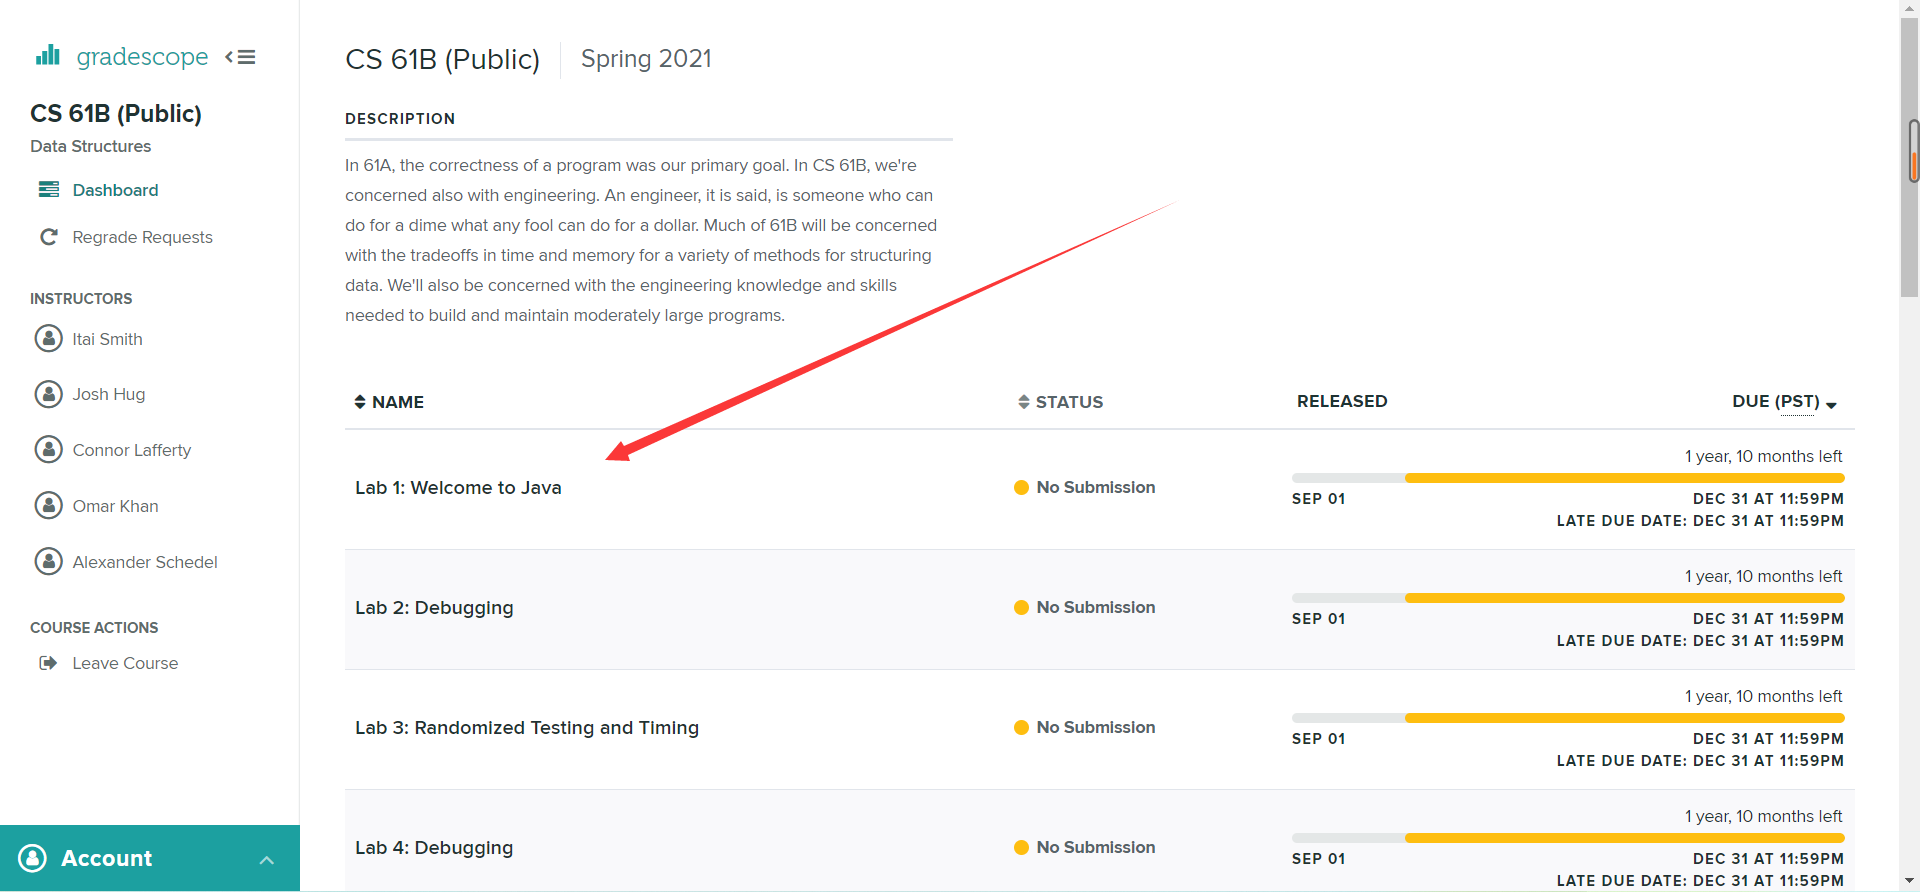 gradescope
CS 61B (Public)
Data Structures
Dashboard
Regrade Requests
INSTRUCTORS
Itai Smith
Josh Hug
Connor Lafferty
Omar Khan
Alexander Schedel
COURSE ACTIONS
Leave Course
Account
CS 61B (Public)
Spring 2021
DESCRIPTION
In 61A, the correctness of a program was our primary goal. In CS 61B, we're
concerned also with engineering. An engineer, it is said, is someone who can
do for a dime what any fool can do for a dollar. Much of 61B will be concerned
with the tradeoffs in time and memory for a variety of methods for structuring
data. We'll also be concerned with the engineering knowledge and skills
needed to build and maintain moderately large programs.
NAME STATUS RELEASED DUE (PST)
1 year, 10 months left
Lab 1: Welcome to Java No Submission
SEP 01 DEC 31 AT 11:59PM
LATE DUE DATE: DEC 31 AT 11:59PM
1 year, 10 months left
Lab 2: Debugging No Submission
SEP 01 DEC 31 AT 11:59PM
LATE DUE DATE: DEC 31 AT 11:59PM
1 year, 10 months left
Lab 3: Randomized Testing and Timing No Submission
SEP 01 DEC 31 AT 11:59PM
LATE DUE DATE: DEC 31 AT 11:59PM
1 year, 10 months left
Lab 4: Debugging No Submission
SEP 01 DEC 31 AT 11:59PM
LATE DUE DATE: DEC 31 AT 11:59PM